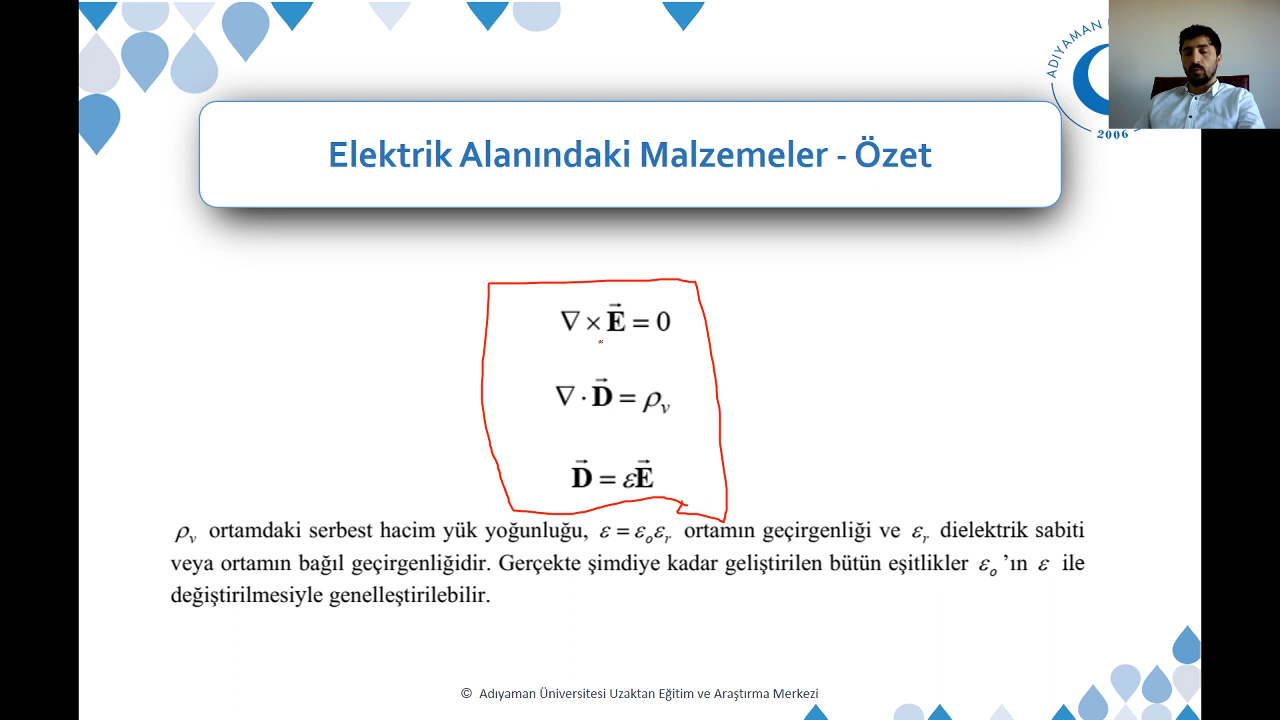 ADIYAMAN
2006
Elektrik Alanındaki Malzemeler - Özet
∇ × E⃗ = 0
∇ · D⃗ = ρᵥ
D⃗ = εE⃗
ρᵥ ortamdaki serbest hacim yük yoğunluğu, ε = εₒεᵣ ortamın geçirgenliği ve εᵣ dielektrik sabiti
veya ortamın bağıl geçirgenliğidir. Gerçekte şimdiye kadar geliştirilen bütün eşitlikler εₒ ’ın ε ile
değiştirilmesiyle genelleştirilebilir.
© Adıyaman Üniversitesi Uzaktan Eğitim ve Araştırma Merkezi